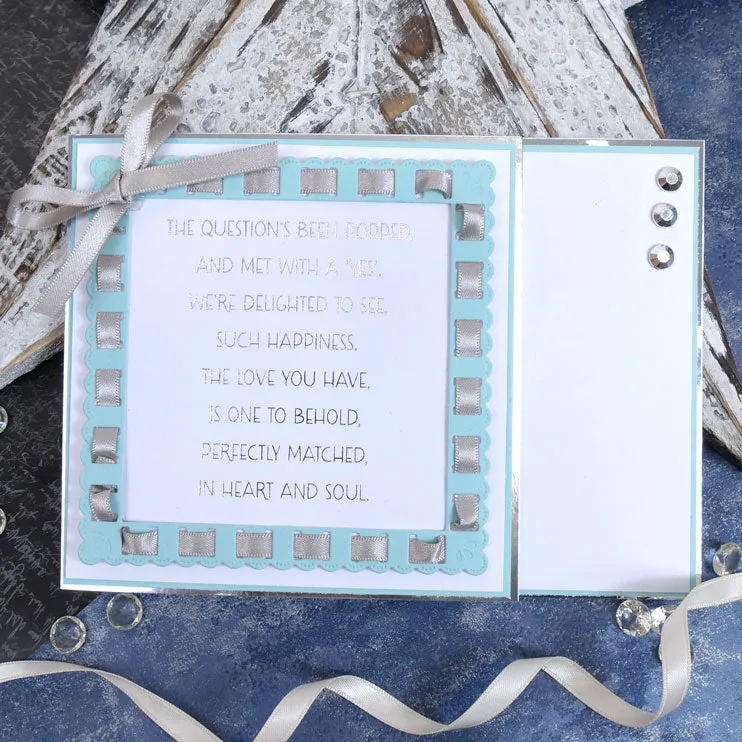 THE QUESTION'S BEEN POPPED,
AND MET WITH A 'YES',
WE'RE DELIGHTED TO SEE,
SUCH HAPPINESS.
THE LOVE YOU HAVE,
IS ONE TO BEHOLD,
PERFECTLY MATCHED,
IN HEART AND SOUL.